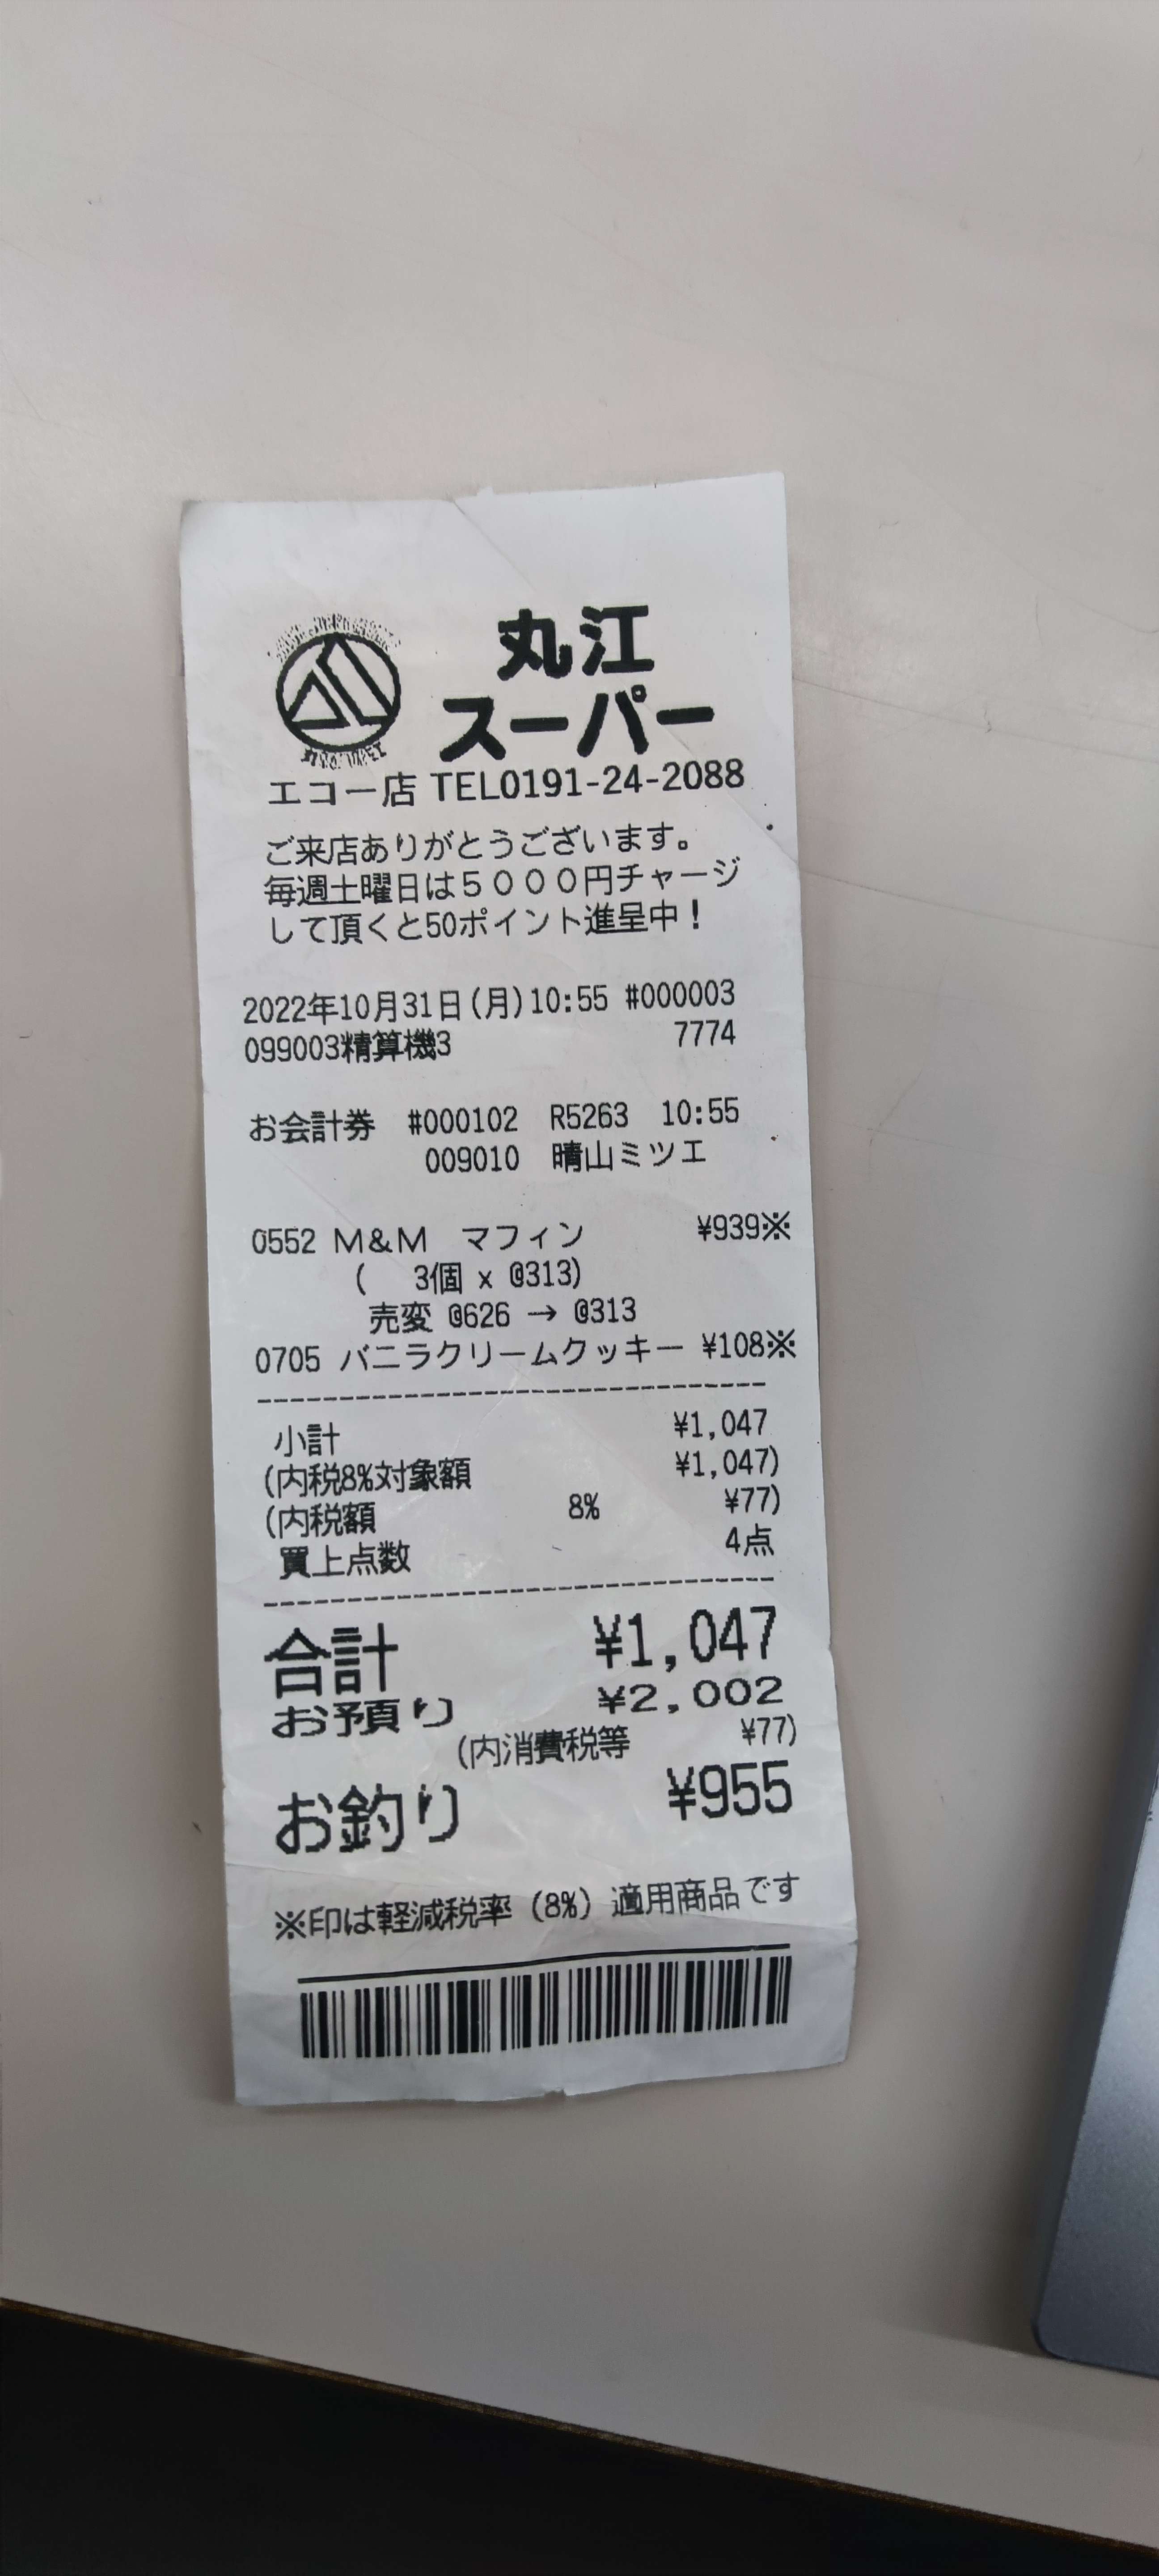 丸江
スーパー
エコー店 TEL0191-24-2088
ご来店ありがとうございます。
毎週土曜日は５０００円チャージ
して頂くと50ポイント進呈中！
2022年10月31日(月)10:55 #000003
099003精算機3 7774
お会計券 #000102 R5263 10:55
009010 晴山ミツエ
0552 M&M マフィン ¥939※
( 3個 x @313)
売変 @626 → @313
0705 バニラクリームクッキー ¥108※
小計 ¥1,047
(内税8%対象額 ¥1,047)
(内税額 8% ¥77)
買上点数 4点
合計 ¥1,047
お預り ¥2,002
(内消費税等 ¥77)
お釣り ¥955
※印は軽減税率（8%）適用商品です